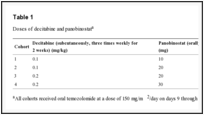 Table 1
Doses of decitabine and panobinostat^a
Cohort Decitabine (subcutaneously, three times weekly for 2 weeks) (mg/kg) Panobinostat (oral) (mg)
1 0.1 10
2 0.1 20
3 0.2 20
4 0.2 30
^a All cohorts received oral temozolomide at a dose of 150 mg/m ^2/day on days 9 through